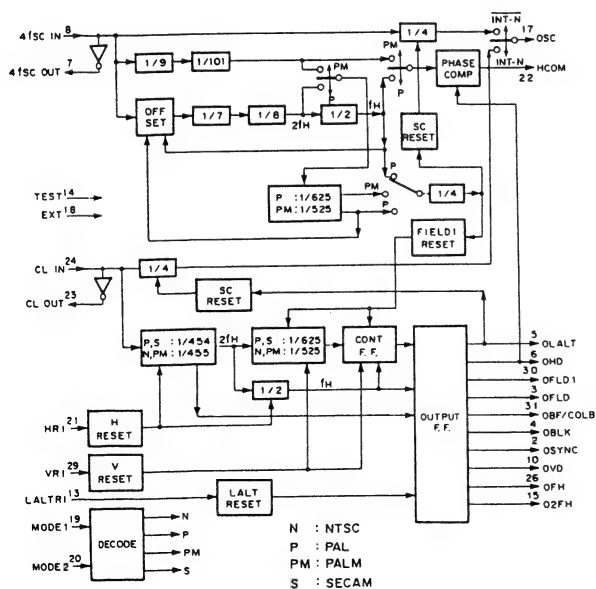 4fSC IN 8
4fSC OUT 7
1/9
1/101
OFF SET
1/7
1/8
2fH
1/2
fH
PM
P
PM
P
1/4
INT-N
17 OSC
INT-N
PHASE COMP
HCOM 22
SC RESET
TEST 14
EXT 18
P :1/625
PM:1/525
P
PM
P
1/4
FIELD1 RESET
CL IN 24
CL OUT 23
1/4
SC RESET
P,S : 1/454
N,PM: 1/455
2fH
P,S : 1/625
N,PM: 1/525
CONT F.F.
1/2
fH
OUTPUT F.F.
5 OLALT
6 OHD
30 OFLD1
3 OFLD
31 OBF/COLB
4 OBLK
2 OSYNC
10 OVD
26 OFH
15 O2FH
HR1 21
H RESET
VR1 29
V RESET
LALTR1 13
LALT RESET
MODE1 19
MODE2 20
DECODE
N
P
PM
S
N : NTSC
P : PAL
PM : PALM
S : SECAM